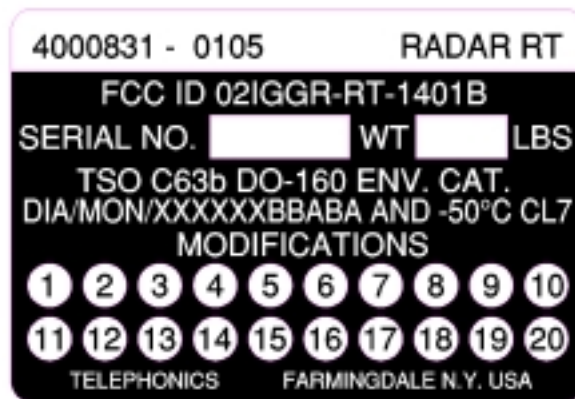 4000831 - 0105 RADAR RT
FCC ID 02IGGR-RT-1401B
SERIAL NO. WT LBS
TSO C63b DO-160 ENV. CAT.
DIA/MON/XXXXXXBBABA AND -50°C CL7
MODIFICATIONS
1 2 3 4 5 6 7 8 9 10
11 12 13 14 15 16 17 18 19 20
TELEPHONICS FARMINGDALE N.Y. USA